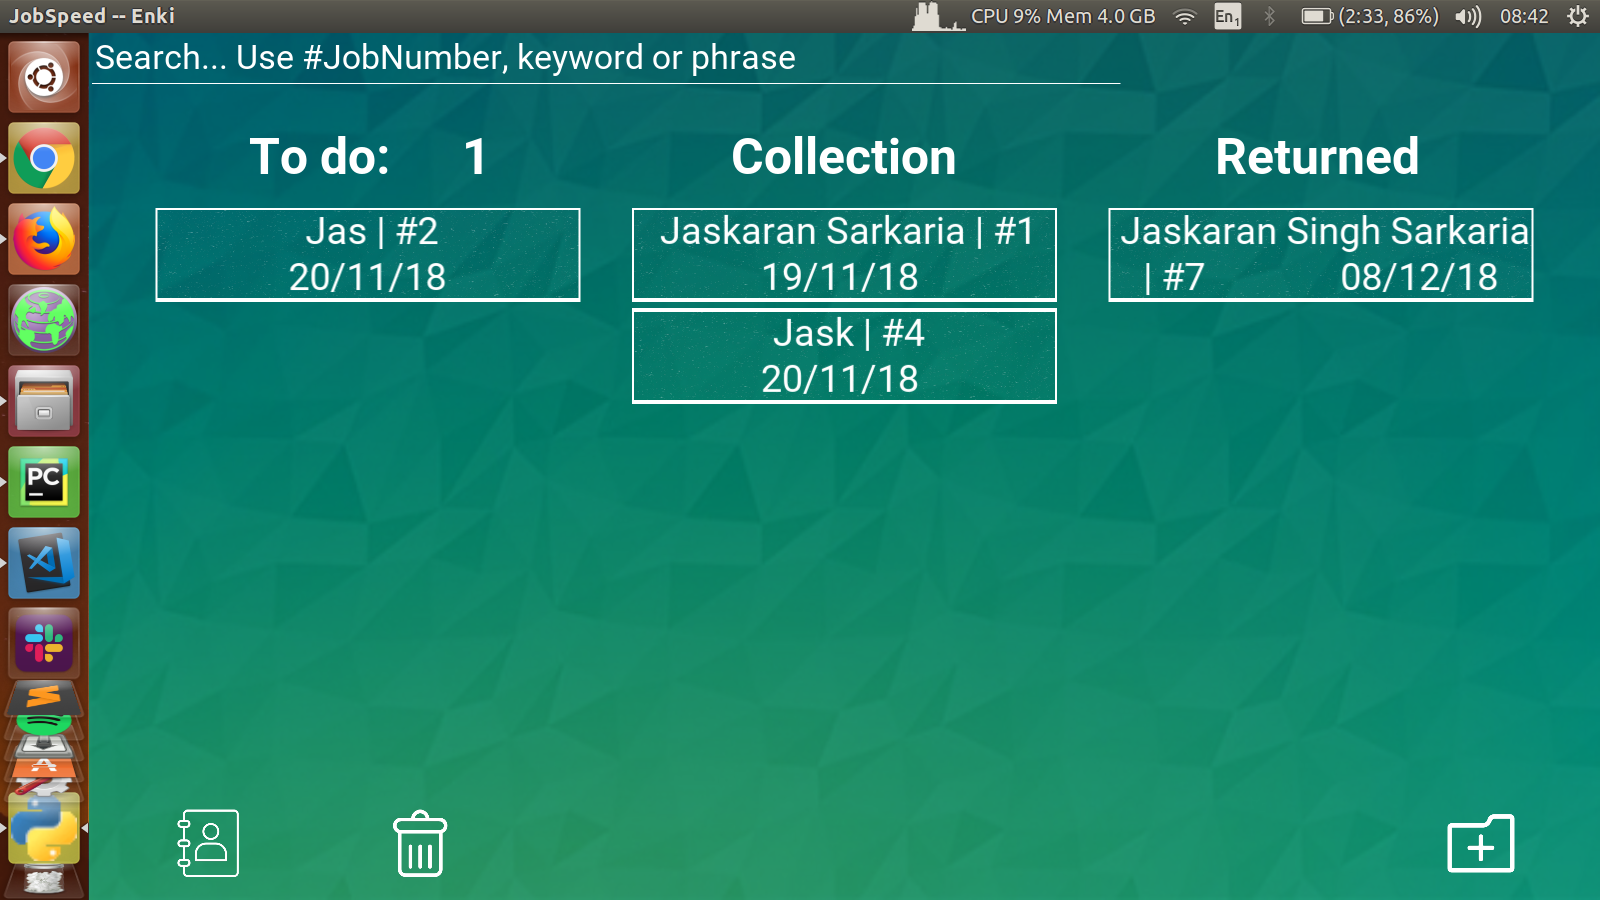 JobSpeed -- Enki
CPU 9% Mem 4.0 GB
En1
(2:33, 86%)
08:42
Search... Use #JobNumber, keyword or phrase
To do: 1
Jas | #2
20/11/18
Collection
Jaskaran Sarkaria | #1
19/11/18
Jask | #4
20/11/18
Returned
Jaskaran Singh Sarkaria
| #7 08/12/18
PC